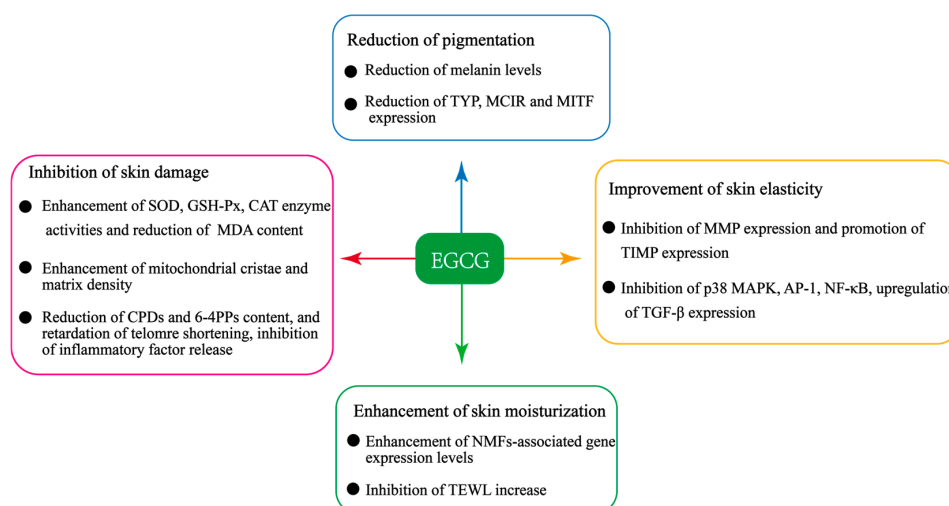 Reduction of pigmentation
● Reduction of melanin levels
● Reduction of TYP, MCIR and MITF
expression
Inhibition of skin damage
● Enhancement of SOD, GSH-Px, CAT enzyme
activities and reduction of MDA content
● Enhancement of mitochondrial cristae and
matrix density
● Reduction of CPDs and 6-4PPs content, and
retardation of telomre shortening, inhibition
of inflammatory factor release
EGCG
Improvement of skin elasticity
● Inhibition of MMP expression and promotion of
TIMP expression
● Inhibition of p38 MAPK, AP-1, NF-κB, upregulation
of TGF-β expression
Enhancement of skin moisturization
● Enhancement of NMFs-associated gene
expression levels
● Inhibition of TEWL increase